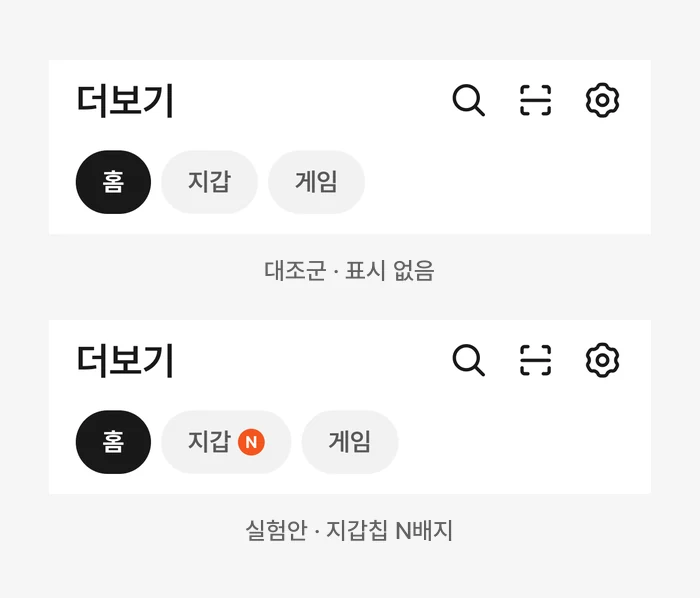 더보기
홈 지갑 게임
대조군 · 표시 없음
더보기
홈 지갑 N 게임
실험안 · 지갑칩 N배지